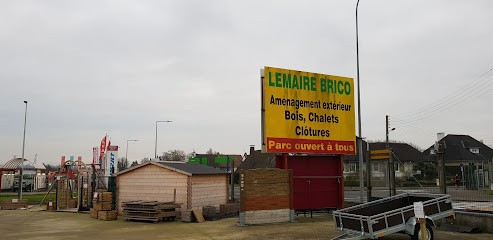 LEMAIRE BRICO
Aménagement extérieur
Bois, Chalets
Clôtures
Parc ouvert à tous